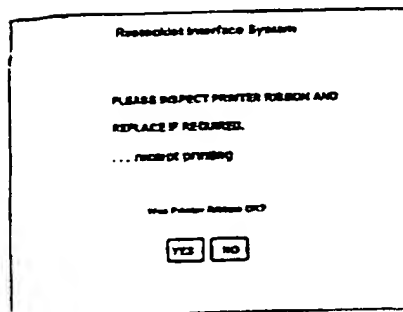 Interface System
PLEASE INSPECT PRINTER RIBBON AND
REPLACE IF REQUIRED.
... receipt printing
Was Printer Ribbon OK?
YES NO